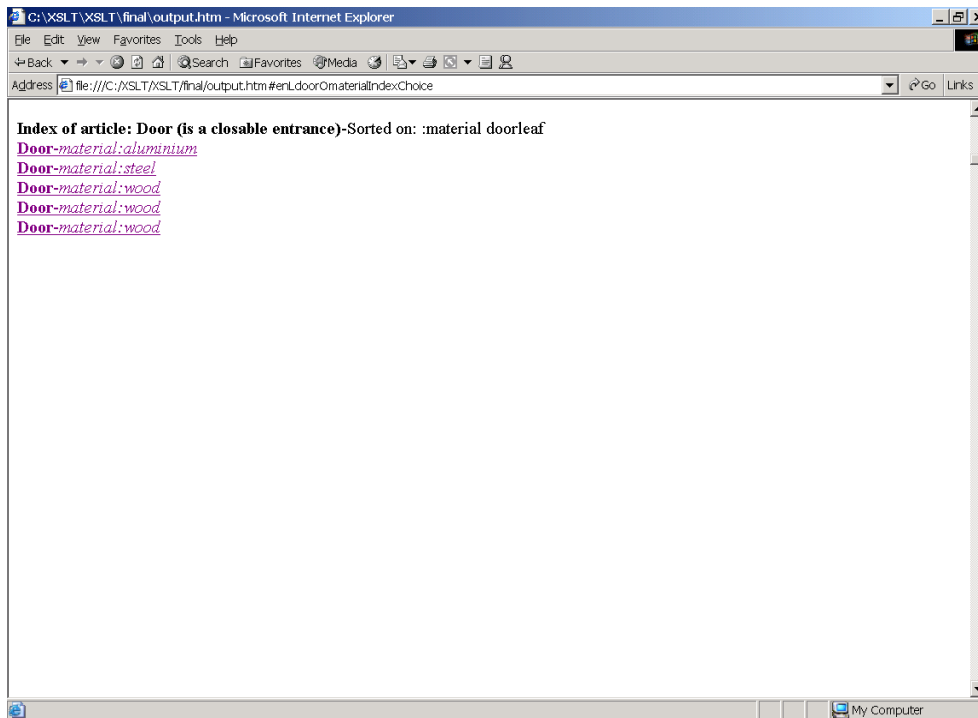 C:\XSLT\XSLT\final\output.htm - Microsoft Internet Explorer
File Edit View Favorites Tools Help
Back Search Favorites Media
Address file:///C:/XSLT/XSLT/final/output.htm#enLdoorOmaterialIndexChoice Go Links
Index of article: Door (is a closable entrance)-Sorted on: :material doorleaf
Door-material:aluminium
Door-material:steel
Door-material:wood
Door-material:wood
Door-material:wood
My Computer